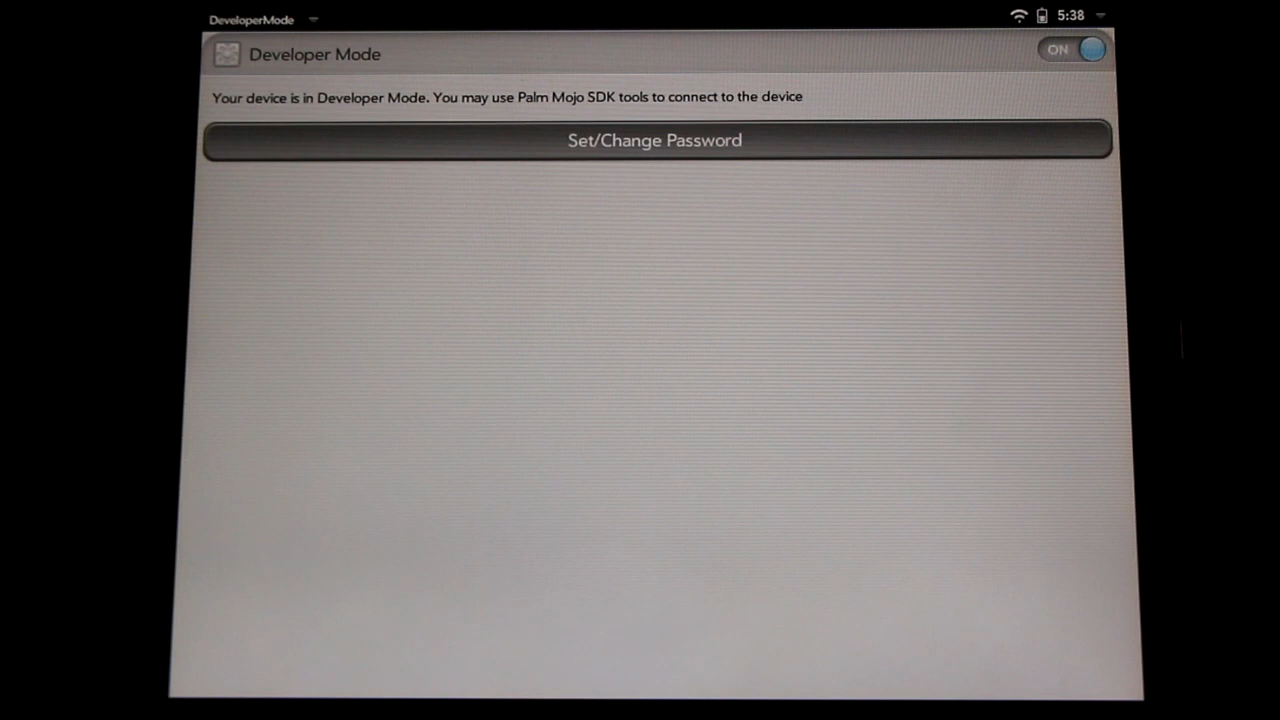 DeveloperMode
5:38
Developer Mode
ON
Your device is in Developer Mode. You may use Palm Mojo SDK tools to connect to the device
Set/Change Password